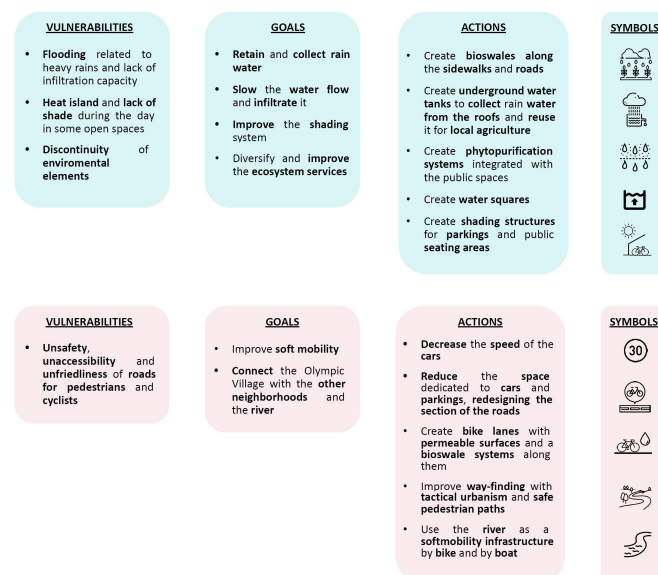 VULNERABILITIES
• Flooding related to
heavy rains and lack of
infiltration capacity
• Heat island and lack of
shade during the day
in some open spaces
• Discontinuity of
enviromental
elements
GOALS
• Retain and collect rain
water
• Slow the water flow
and infiltrate it
• Improve the shading
system
• Diversify and improve
the ecosystem services
ACTIONS
• Create bioswales along
the sidewalks and roads
• Create underground water
tanks to collect rain water
from the roofs and reuse
it for local agriculture
• Create phytopurification
systems integrated with
the public spaces
• Create water squares
• Create shading structures
for parkings and public
seating areas
SYMBOLS
VULNERABILITIES
• Unsafety,
unaccessibility and
unfriedliness of roads
for pedestrians and
cyclists
GOALS
• Improve soft mobility
• Connect the Olympic
Village with the other
neighborhoods and
the river
ACTIONS
• Decrease the speed of the
cars
• Reduce the space
dedicated to cars and
parkings, redesigning the
section of the roads
• Create bike lanes with
permeable surfaces and a
bioswale systems along
them
• Improve way-finding with
tactical urbanism and safe
pedestrian paths
• Use the river as a
softmobility infrastructure
by bike and by boat
SYMBOLS
30